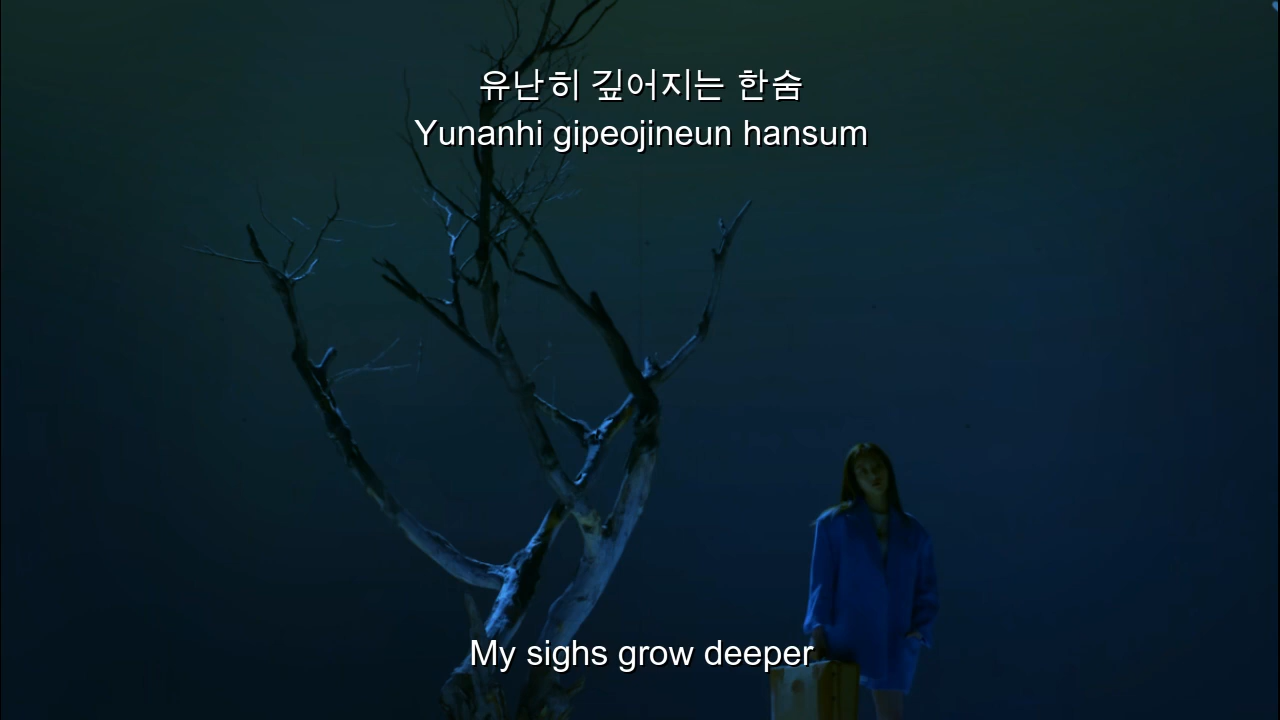 유난히 깊어지는 한숨
Yunanhi gipeojineun hansum
My sighs grow deeper